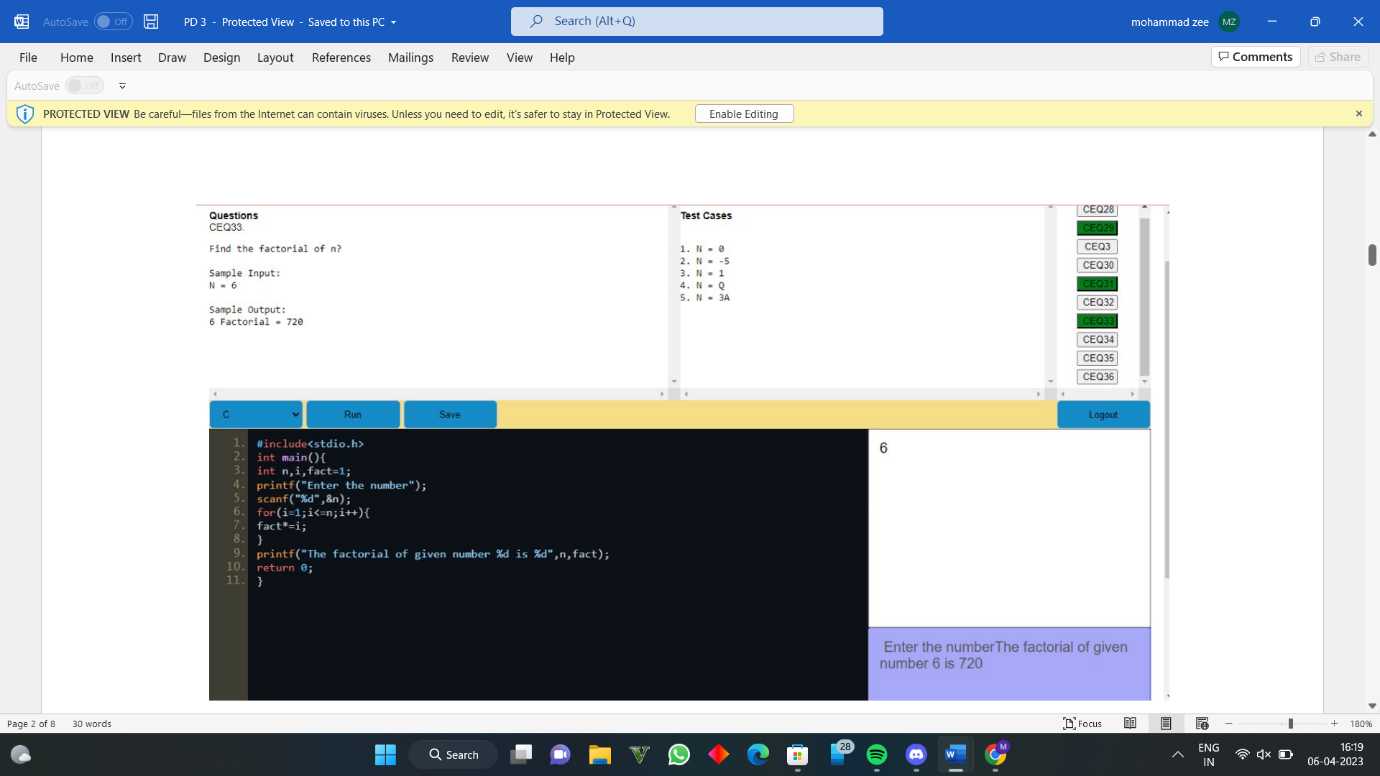 AutoSave Off PD 3 - Protected View - Saved to this PC Search (Alt+Q) mohammad zee MZ
File Home Insert Draw Design Layout References Mailings Review View Help Comments Share
AutoSave Off
PROTECTED VIEW Be careful—files from the Internet can contain viruses. Unless you need to edit, it's safer to stay in Protected View. Enable Editing
Questions
CEQ33.
Find the factorial of n?
Sample Input:
N = 6
Sample Output:
6 Factorial = 720
Test Cases
1. N = 0
2. N = -5
3. N = 1
4. N = Q
5. N = 3A
CEQ28
CEQ29
CEQ3
CEQ30
CEQ31
CEQ32
CEQ33
CEQ34
CEQ35
CEQ36
C Run Save Logout
1. #include<stdio.h>
2. int main(){
3. int n,i,fact=1;
4. printf("Enter the number");
5. scanf("%d",&n);
6. for(i=1;i<=n;i++){
7. fact*=i;
8. }
9. printf("The factorial of given number %d is %d",n,fact);
10. return 0;
11. }
6
Enter the numberThe factorial of given
number 6 is 720
Page 2 of 8 30 words Focus 180%
Search 28 M ENG 16:19
IN 06-04-2023